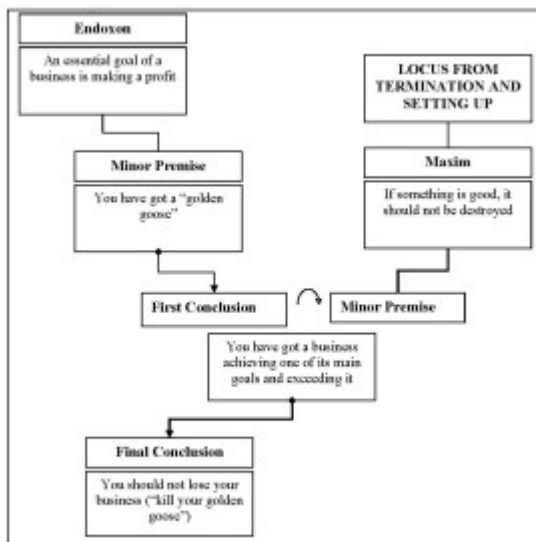 Endoxon
An essential goal of a
business is making a profit
LOCUS FROM
TERMINATION AND
SETTING UP
Minor Premise
You have got a "golden
goose"
Maxim
If something is good, it
should not be destroyed
First Conclusion
Minor Premise
You have got a business
achieving one of its main
goals and exceeding it
Final Conclusion
You should not lose your
business ("kill your golden
goose")